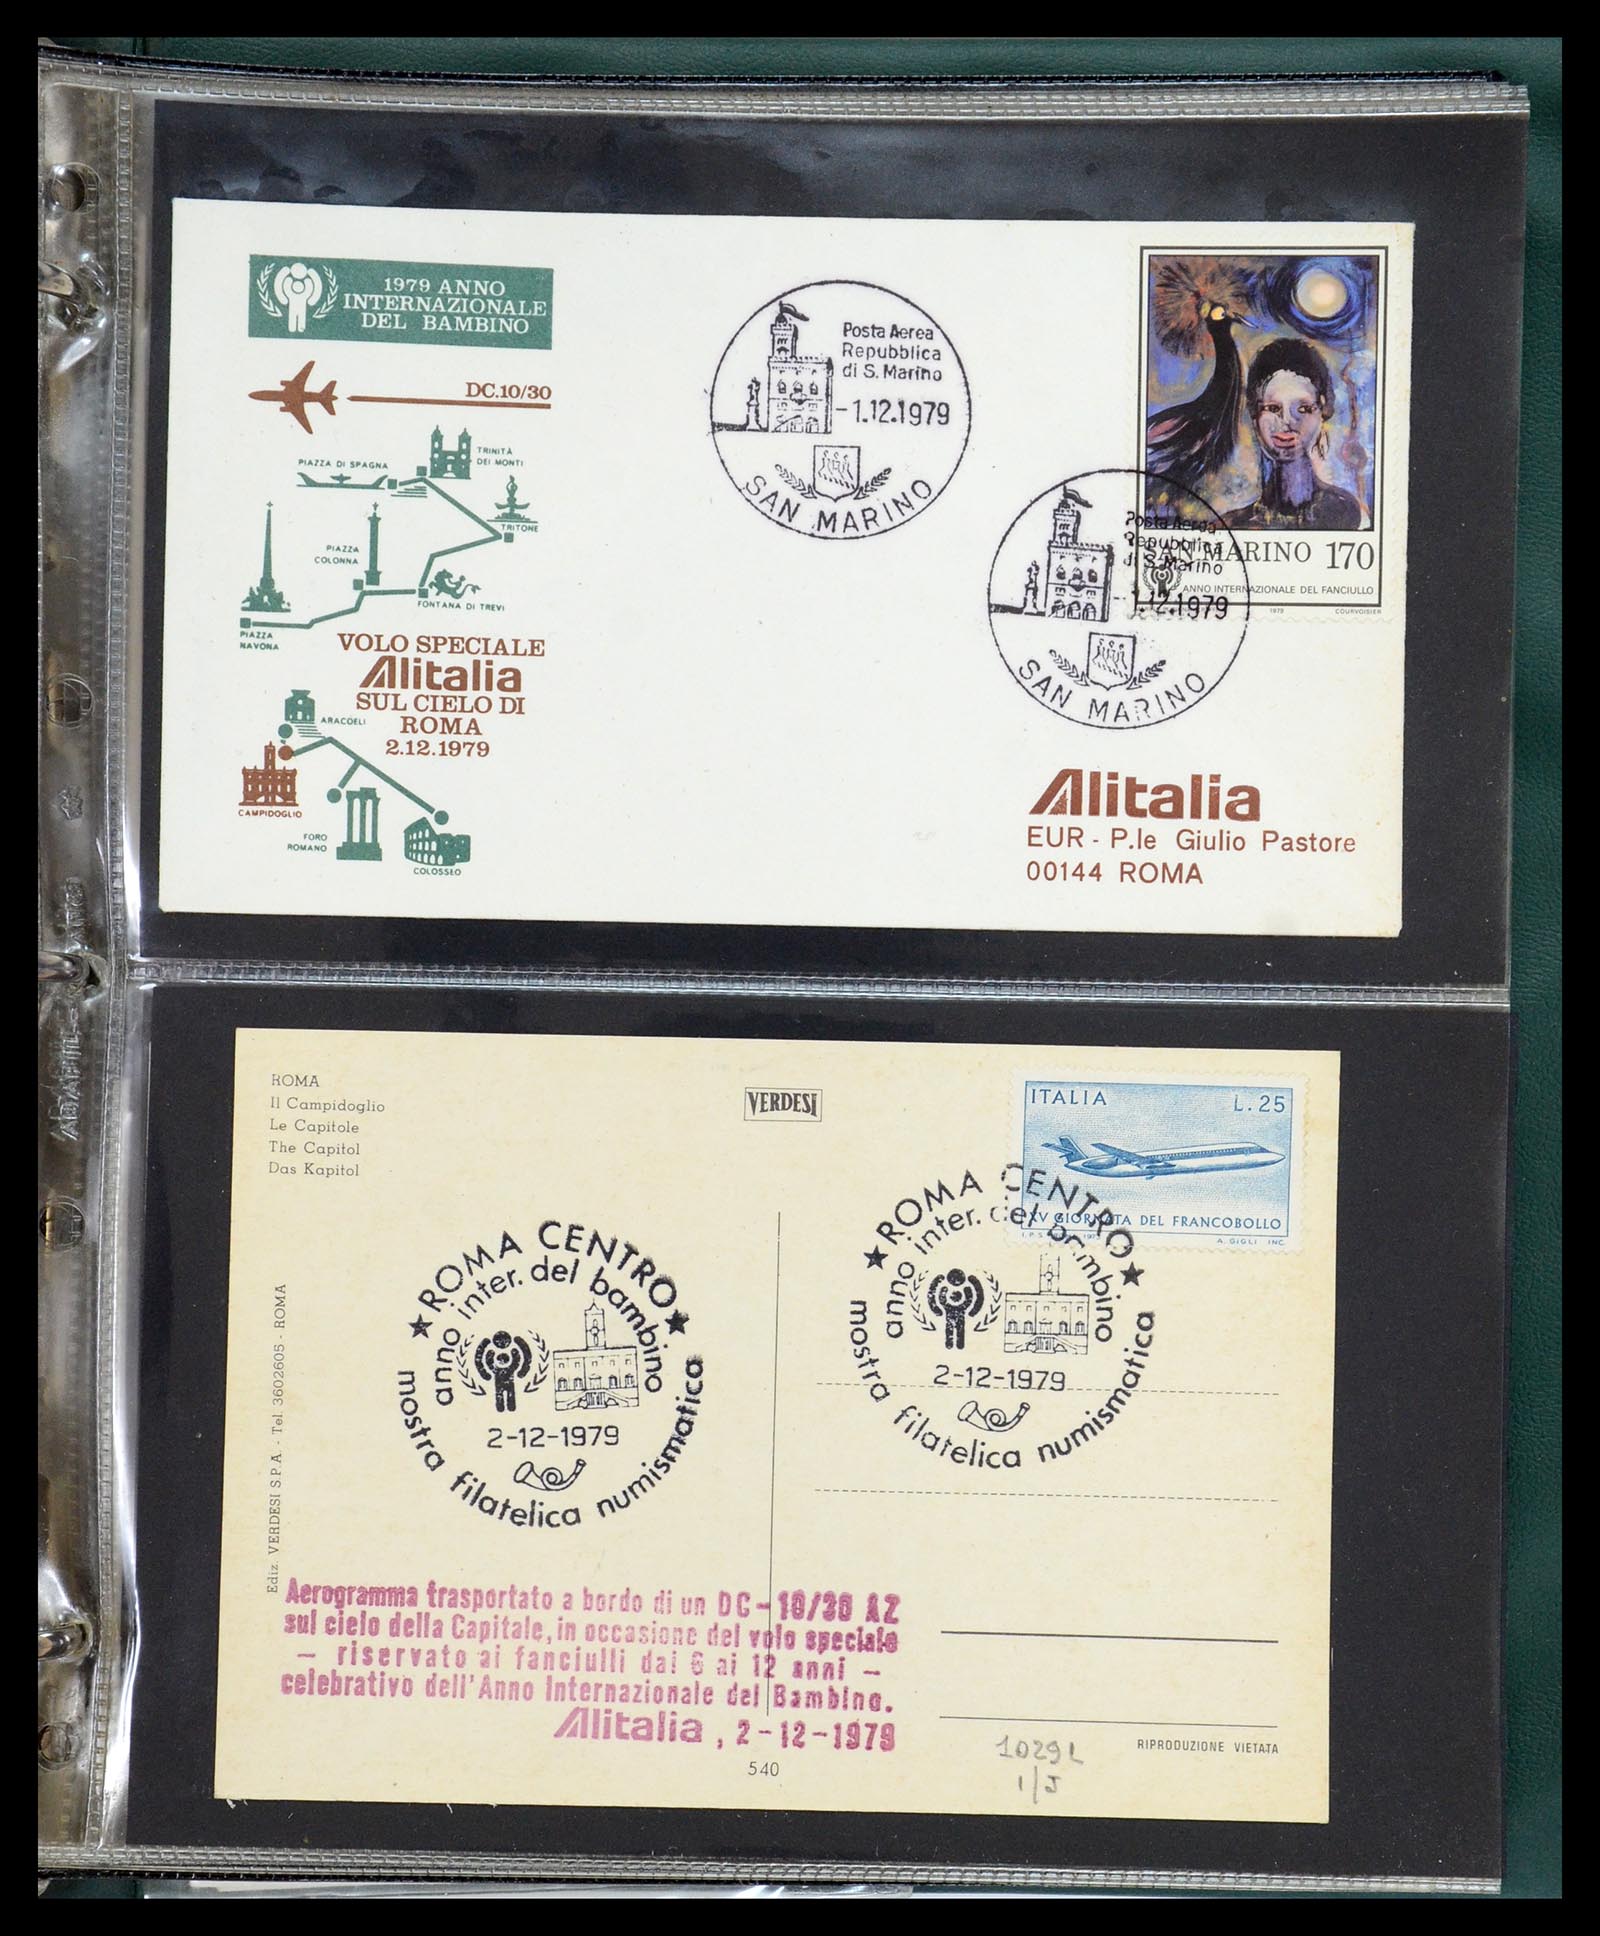 1979 ANNO
INTERNAZIONALE
DEL BAMBINO
DC.10/30
TRINITÀ
DEI MONTI
PIAZZA DI SPAGNA
TRITONE
PIAZZA
COLONNA
FONTANA DI TREVI
PIAZZA
NAVONA
VOLO SPECIALE
Alitalia
SUL CIELO DI
ROMA
2.12.1979
ARACOELI
CAMPIDOGLIO
FORO
ROMANO
COLOSSEO
Posta Aerea
Repubblica
di S. Marino
-1.12.1979
SAN MARINO
Posta Aerea
Repubblica
di S. Marino
-1.12.1979
SAN MARINO
SAN MARINO 170
ANNO INTERNAZIONALE DEL FANCIULLO
1979 COURVOISIER
Alitalia
EUR - P.le Giulio Pastore
00144 ROMA
ROMA
Il Campidoglio
Le Capitole
The Capitol
Das Kapitol
VERDESI
ITALIA L.25
XV GIORNATA DEL FRANCOBOLLO
A. GIGLI INC.
★ ROMA CENTRO ★
anno inter. del bambino
2-12-1979
mostra filatelica numismatica
★ ROMA CENTRO ★
anno inter. del bambino
2-12-1979
mostra filatelica numismatica
Ediz. VERDESI S.P.A. - Tel. 3602605 - ROMA
Aerogramma trasportato a bordo di un DC-10/30 AZ
sul cielo della Capitale, in occasione del volo speciale
— riservato ai fanciulli dai 6 ai 12 anni —
celebrativo dell'Anno Internazionale del Bambino.
Alitalia, 2-12-1979
540
1029L
1/J
RIPRODUZIONE VIETATA